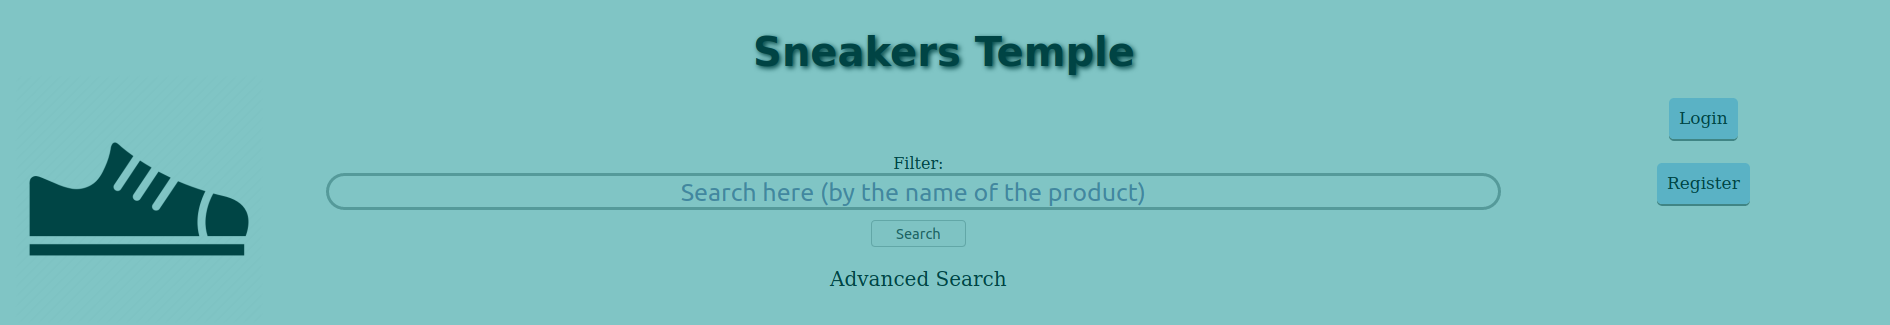 Sneakers Temple
Login
Filter:
Search here (by the name of the product)
Register
Search
Advanced Search